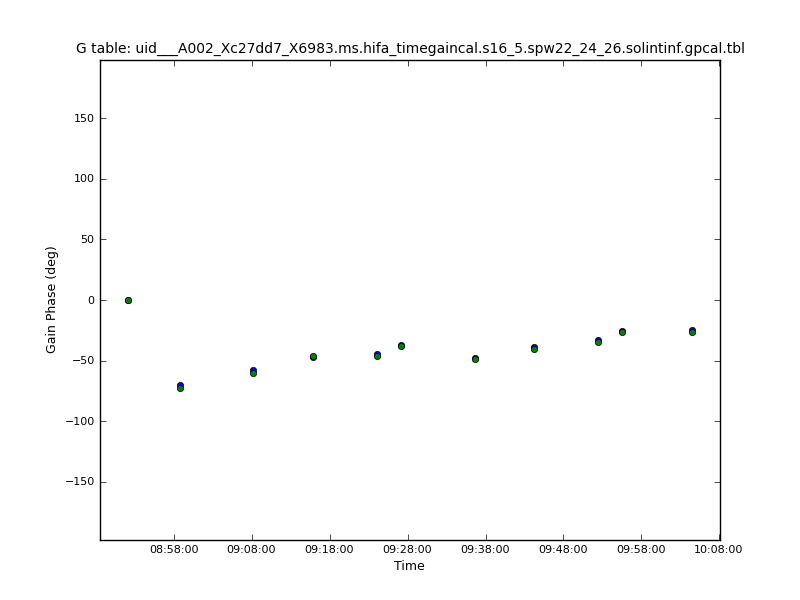 G table: uid___A002_Xc27dd7_X6983.ms.hifa_timegaincal.s16_5.spw22_24_26.solintinf.gpcal.tbl
150
100
50
0
−50
−100
−150
Gain Phase (deg)
08:58:00 09:08:00 09:18:00 09:28:00 09:38:00 09:48:00 09:58:00 10:08:00
Time